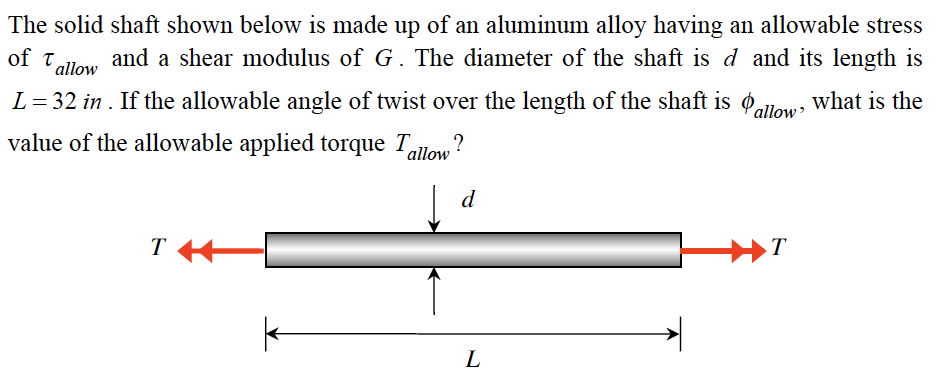 The solid shaft shown below is made up of an aluminum alloy having an allowable stress
of τallow and a shear modulus of G. The diameter of the shaft is d and its length is
L = 32 in. If the allowable angle of twist over the length of the shaft is ϕallow, what is the
value of the allowable applied torque Tallow?
d
T T
L